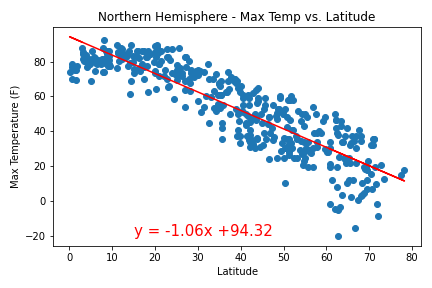 Northern Hemisphere - Max Temp vs. Latitude
Max Temperature (F)
80
60
40
20
0
−20
y = -1.06x +94.32
0 10 20 30 40 50 60 70 80
Latitude